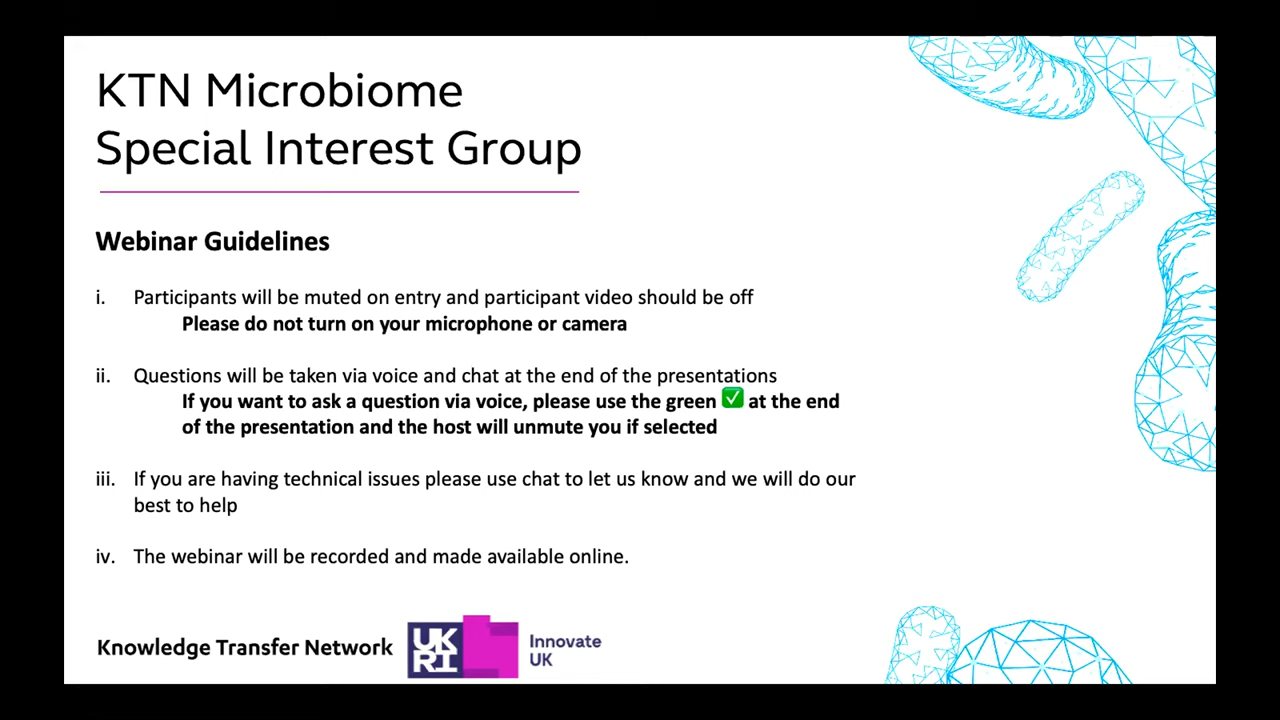 KTN Microbiome
Special Interest Group
Webinar Guidelines
i. Participants will be muted on entry and participant video should be off
Please do not turn on your microphone or camera
ii. Questions will be taken via voice and chat at the end of the presentations
If you want to ask a question via voice, please use the green ✅ at the end
of the presentation and the host will unmute you if selected
iii. If you are having technical issues please use chat to let us know and we will do our
best to help
iv. The webinar will be recorded and made available online.
Knowledge Transfer Network
UK
RI
Innovate
UK